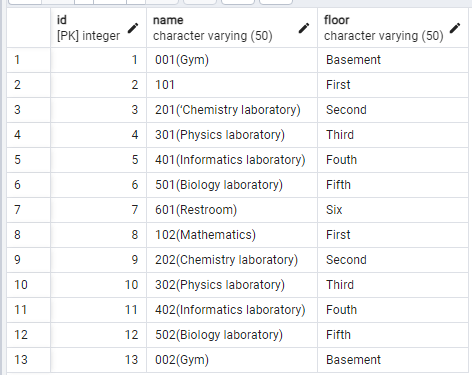 id name floor
[PK] integer character varying (50) character varying (50)
1 1 001(Gym) Basement
2 2 101 First
3 3 201('Chemistry laboratory) Second
4 4 301(Physics laboratory) Third
5 5 401(Informatics laboratory) Fouth
6 6 501(Biology laboratory) Fifth
7 7 601(Restroom) Six
8 8 102(Mathematics) First
9 9 202(Chemistry laboratory) Second
10 10 302(Physics laboratory) Third
11 11 402(Informatics laboratory) Fouth
12 12 502(Biology laboratory) Fifth
13 13 002(Gym) Basement